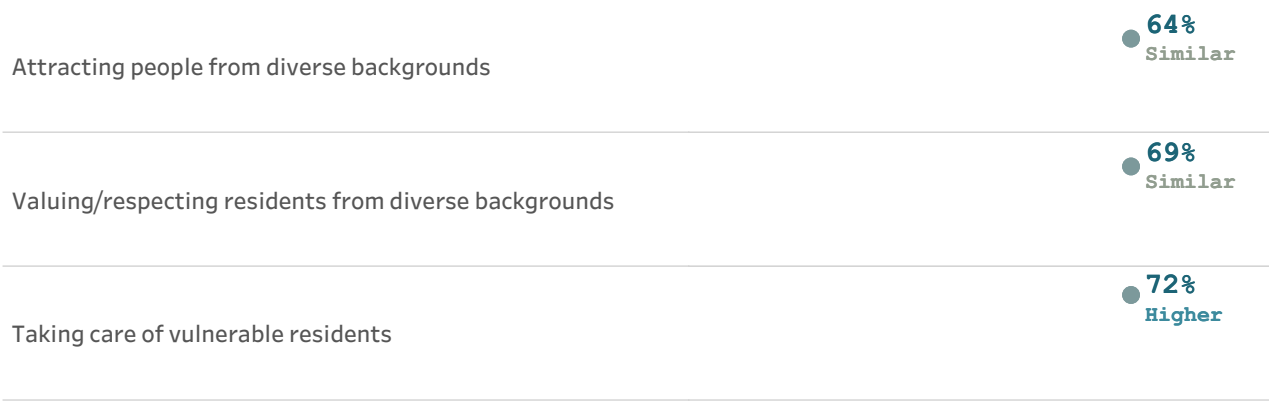 64%
Similar
Attracting people from diverse backgrounds
69%
Similar
Valuing/respecting residents from diverse backgrounds
72%
Higher
Taking care of vulnerable residents